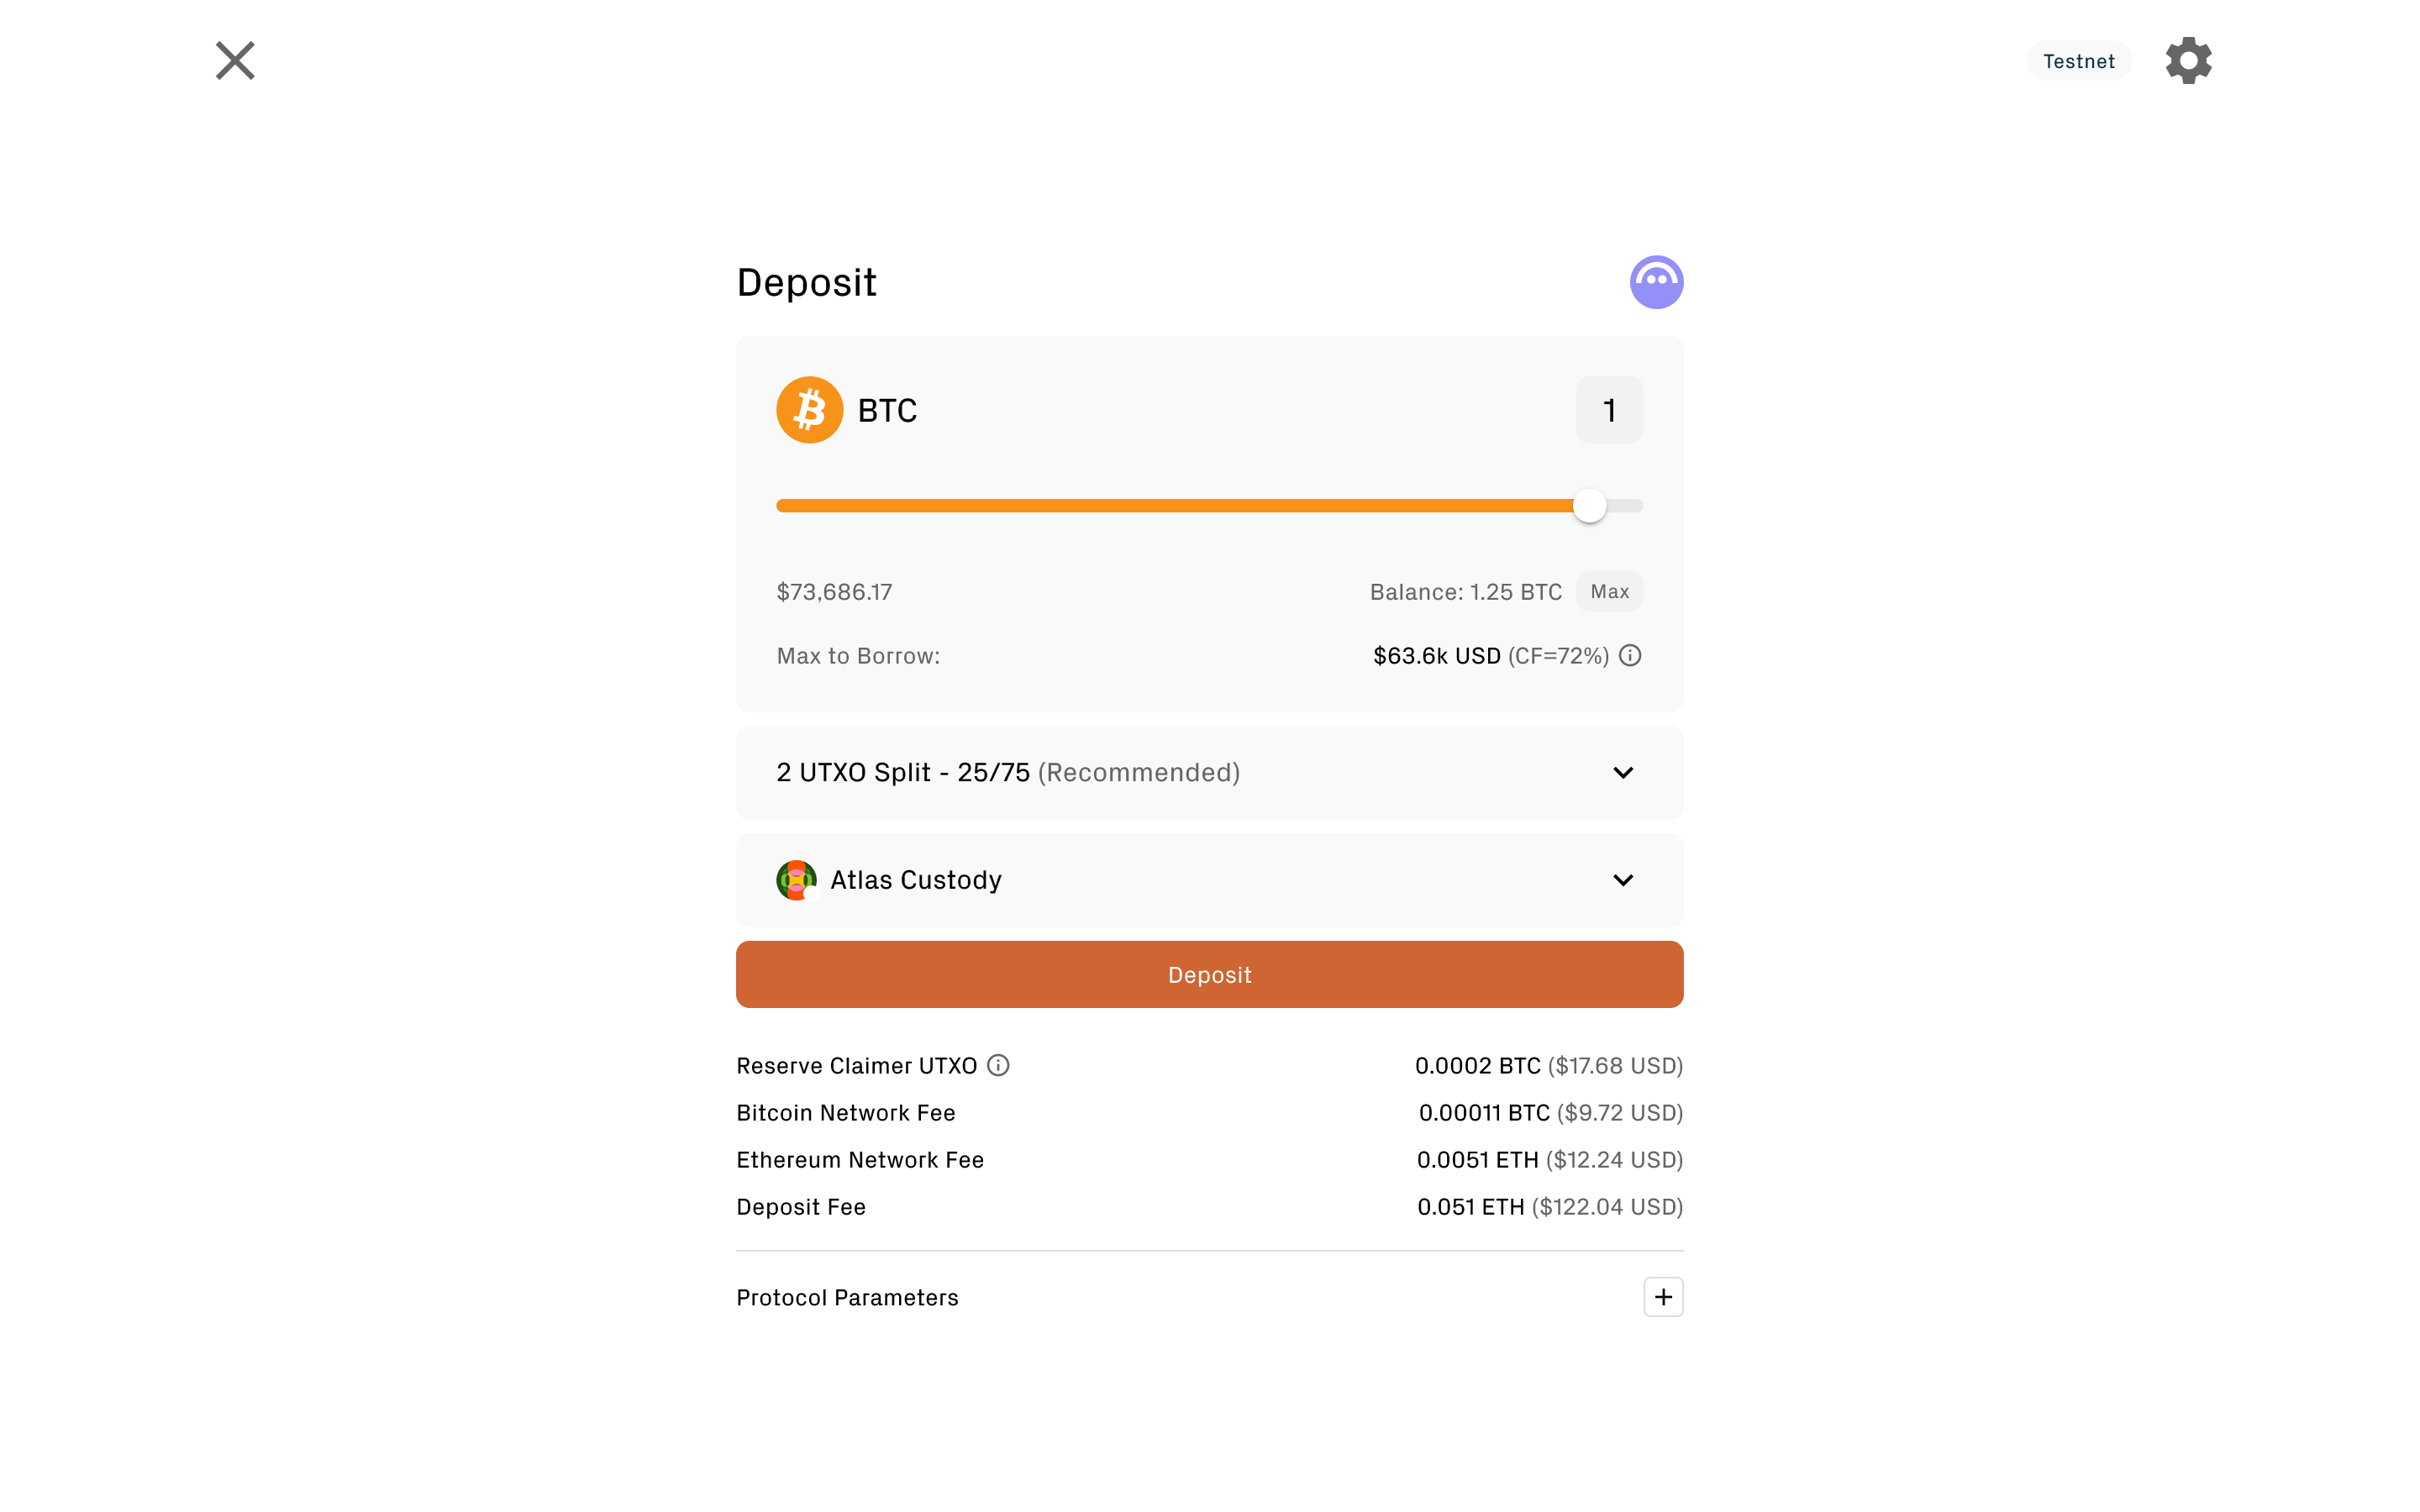 Testnet
Deposit
BTC
1
$73,686.17
Balance: 1.25 BTC
Max
Max to Borrow:
$63.6k USD (CF=72%)
2 UTXO Split - 25/75 (Recommended)
Atlas Custody
Deposit
Reserve Claimer UTXO
0.0002 BTC ($17.68 USD)
Bitcoin Network Fee
0.00011 BTC ($9.72 USD)
Ethereum Network Fee
0.0051 ETH ($12.24 USD)
Deposit Fee
0.051 ETH ($122.04 USD)
Protocol Parameters